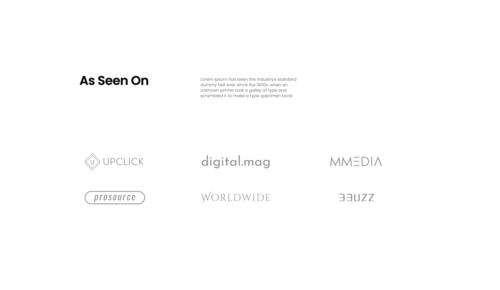 As Seen On
Lorem Ipsum has been the industry's standard
dummy text ever since the 1500s, when an
unknown printer took a galley of type and
scrambled it to make a type specimen book.
U UPCLICK
digital.mag
MMEDIA
prosource
WORLDWIDE
BBUZZ